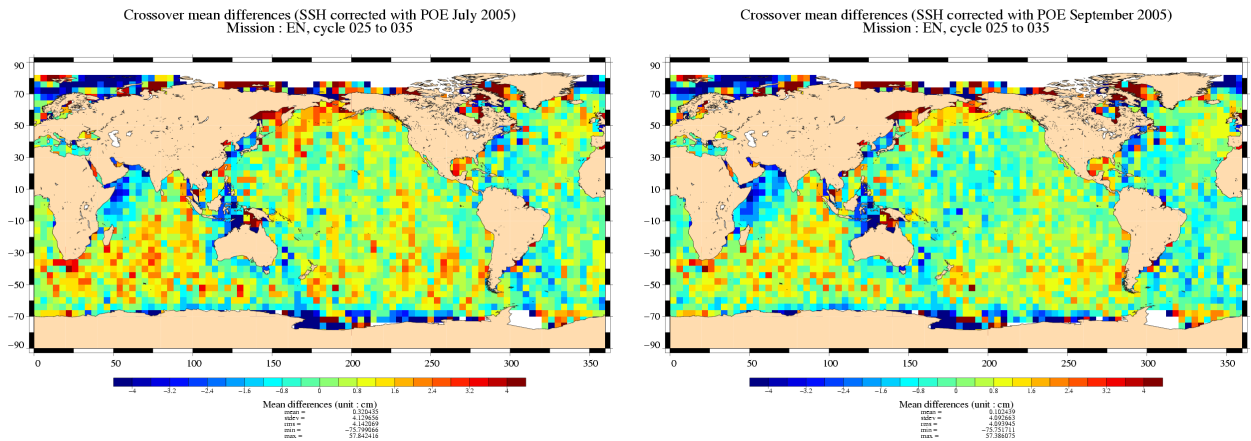 Crossover mean differences (SSH corrected with POE July 2005)
Mission : EN, cycle 025 to 035
90
70
50
30
10
−10
−30
−50
−70
−90
0 50 100 150 200 250 300 350
−4 −3.2 −2.4 −1.6 −0.8 0 0.8 1.6 2.4 3.2 4
Mean differences (unit : cm)
mean = 0.320435
stdev = 4.129656
rms = 4.142069
min = −75.799066
max = 57.842416
Crossover mean differences (SSH corrected with POE September 2005)
Mission : EN, cycle 025 to 035
90
70
50
30
10
−10
−30
−50
−70
−90
0 50 100 150 200 250 300 350
−4 −3.2 −2.4 −1.6 −0.8 0 0.8 1.6 2.4 3.2 4
Mean differences (unit : cm)
mean = 0.102439
stdev = 4.092663
rms = 4.093945
min = −75.751711
max = 57.386075